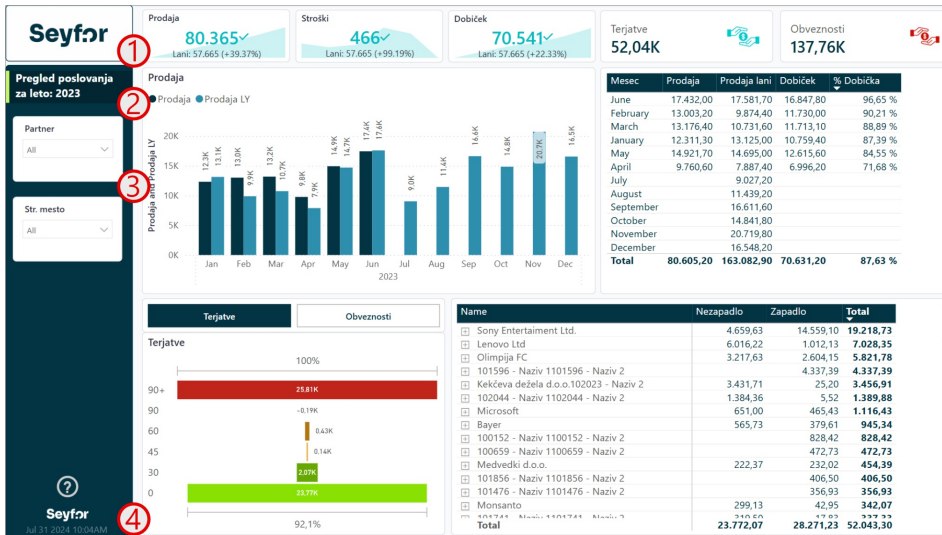 Seyfor
1
Prodaja
80.365
Lani: 57.665 (+39.37%)
Stroški
466
Lani: 57.665 (+99.19%)
Dobiček
70.541
Lani: 57.665 (+22.33%)
Terjatve
52,04K
Obveznosti
137,76K
Pregled poslovanja
za leto: 2023
Partner
All
Str. mesto
All
2
3
Prodaja
Prodaja Prodaja LY
Prodaja and Prodaja LY
20K
15K
10K
5K
0K
12.3K 13.1K 13.0K 9.9K 13.2K 10.7K 9.8K 7.9K 14.9K 14.7K 17.4K 17.6K 9.0K 11.4K 16.6K 14.8K 20.7K 16.5K
Jan Feb Mar Apr May Jun Jul Aug Sep Oct Nov Dec
2023
Mesec Prodaja Prodaja lani Dobiček % Dobička
June 17.432,00 17.581,70 16.847,80 96,65 %
February 13.003,20 9.874,40 11.730,00 90,21 %
March 13.176,40 10.731,60 11.713,10 88,89 %
January 12.311,30 13.125,00 10.759,40 87,39 %
May 14.921,70 14.695,00 12.615,60 84,55 %
April 9.760,60 7.887,40 6.996,20 71,68 %
July 9.027,20
August 11.439,20
September 16.611,60
October 14.841,80
November 20.719,80
December 16.548,20
Total 80.605,20 163.082,90 70.631,20 87,63 %
Terjatve Obveznosti
Terjatve
100%
90+ 25,81K
90 -0,19K
60 0,43K
45 0,14K
30 2,07K
0 23,77K
92,1%
Name Nezapadlo Zapadlo Total
Sony Entertaiment Ltd. 4.659,63 14.559,10 19.218,73
Lenovo Ltd 6.016,22 1.012,13 7.028,35
Olimpija FC 3.217,63 2.604,15 5.821,78
101596 - Naziv 1101596 - Naziv 2 4.337,39 4.337,39
Kekčeva dežela d.o.o.102023 - Naziv 2 3.431,71 25,20 3.456,91
102044 - Naziv 1102044 - Naziv 2 1.384,36 5,52 1.389,88
Microsoft 651,00 465,43 1.116,43
Bayer 565,73 379,61 945,34
100152 - Naziv 1100152 - Naziv 2 828,42 828,42
100659 - Naziv 1100659 - Naziv 2 472,73 472,73
Medvedki d.o.o. 222,37 232,02 454,39
101856 - Naziv 1101856 - Naziv 2 406,50 406,50
101476 - Naziv 1101476 - Naziv 2 356,93 356,93
Monsanto 299,13 42,95 342,07
101741 - Naziv 1101741 - Naziv 2 319,50 17,83 337,33
Total 23.772,07 28.271,23 52.043,30
?
Seyfor
Jul 31 2024 10:04AM
4